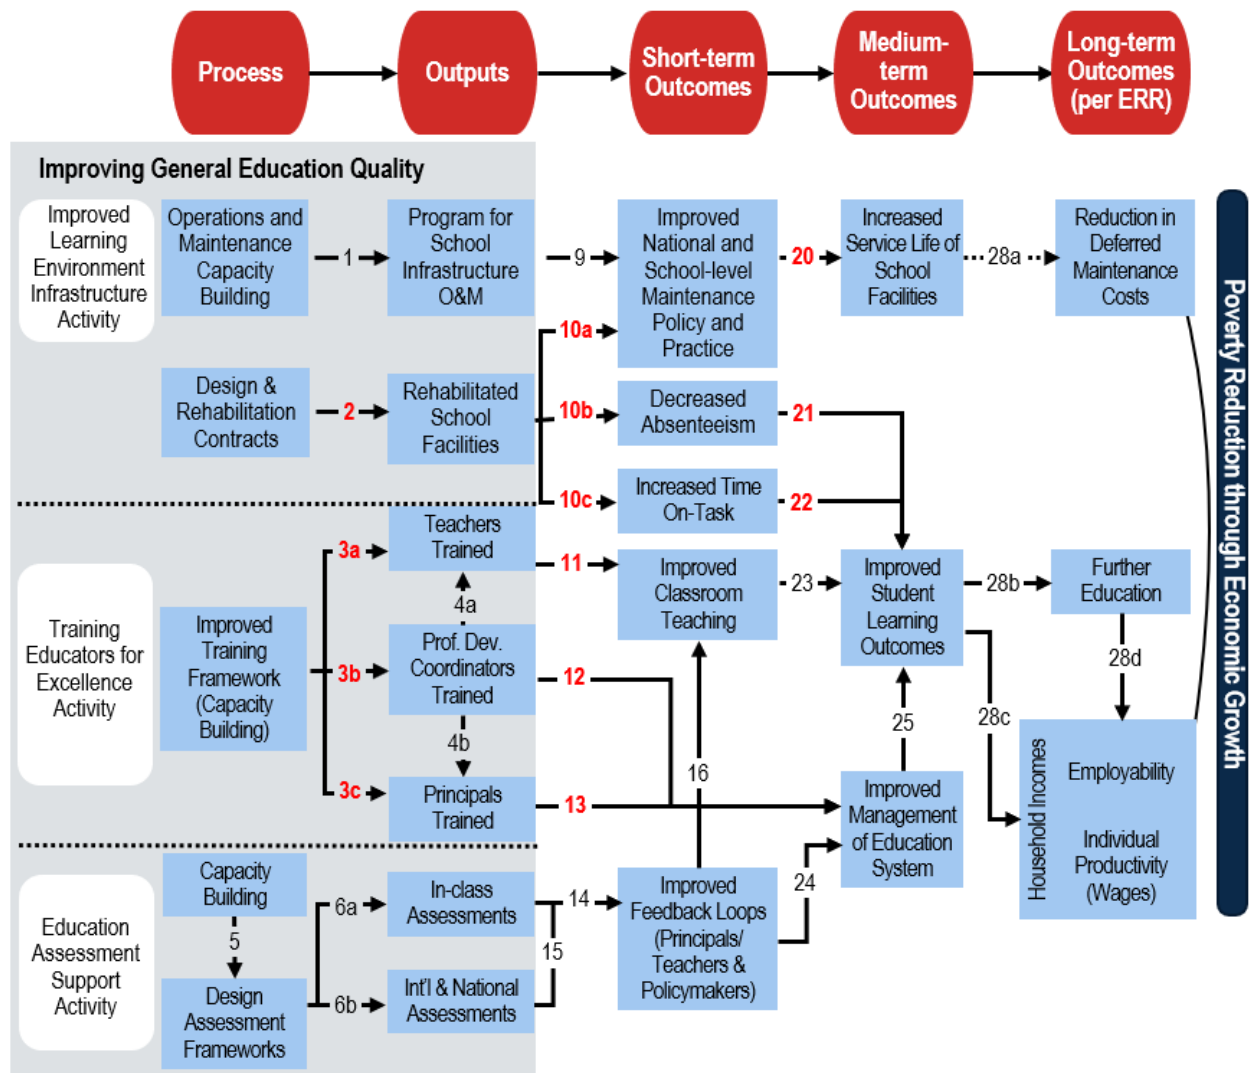 Process
Outputs
Short-term
Outcomes
Medium-
term
Outcomes
Long-term
Outcomes
(per ERR)
Improving General Education Quality
Improved
Learning
Environment
Infrastructure
Activity
Operations and
Maintenance
Capacity
Building
1
Program for
School
Infrastructure
O&M
9
Improved
National and
School-level
Maintenance
Policy and
Practice
20
Increased
Service Life of
School
Facilities
28a
Reduction in
Deferred
Maintenance
Costs
10a
Design &
Rehabilitation
Contracts
2
Rehabilitated
School
Facilities
10b
Decreased
Absenteeism
21
10c
Increased Time
On-Task
22
Training
Educators for
Excellence
Activity
Improved
Training
Framework
(Capacity
Building)
3a
3b
3c
Teachers
Trained
4a
Prof. Dev.
Coordinators
Trained
4b
Principals
Trained
11
12
13
Improved
Classroom
Teaching
23
16
Improved
Student
Learning
Outcomes
28b
Further
Education
28d
28c
25
Improved
Management
of Education
System
24
Household Incomes
Employability
Individual
Productivity
(Wages)
Education
Assessment
Support
Activity
Capacity
Building
5
Design
Assessment
Frameworks
6a
6b
In-class
Assessments
Int'l & National
Assessments
14
15
Improved
Feedback Loops
(Principals/
Teachers &
Policymakers)
Poverty Reduction through Economic Growth